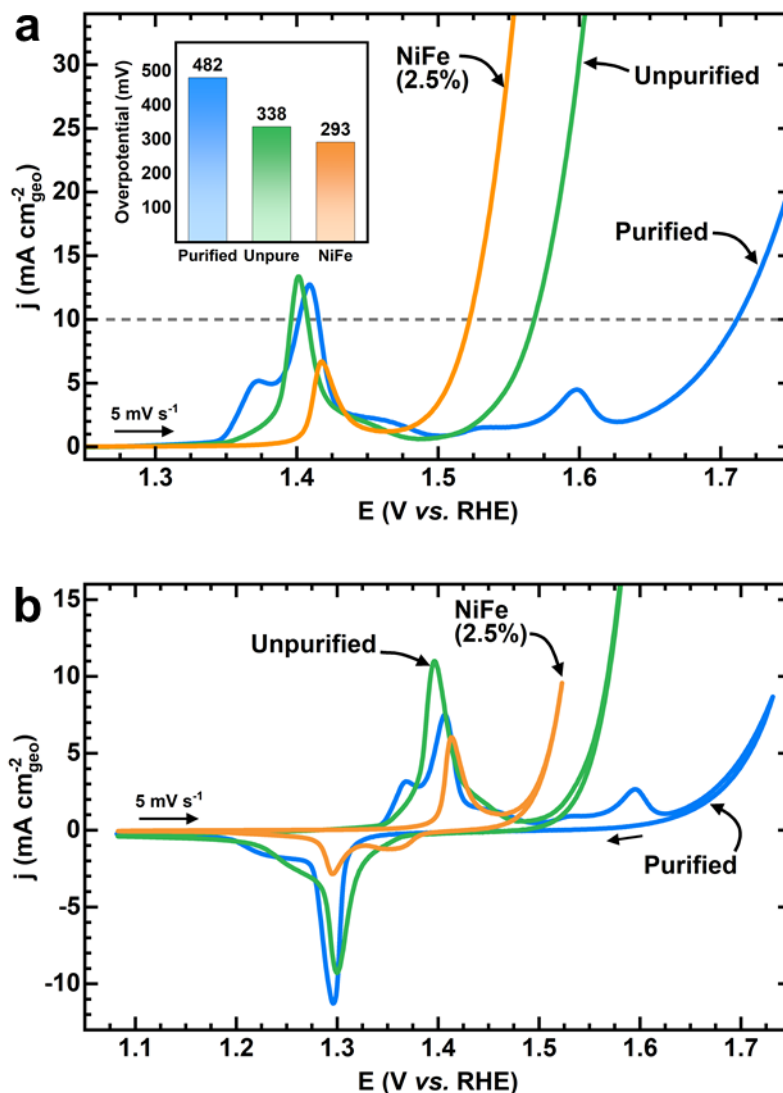 a
j (mA cm-2geo)
30
25
20
15
10
5
0
Overpotential (mV)
500
400
300
200
100
482
338
293
Purified
Unpure
NiFe
NiFe
(2.5%)
Unpurified
Purified
5 mV s-1
1.3
1.4
1.5
1.6
1.7
E (V vs. RHE)
b
j (mA cm-2geo)
15
10
5
0
-5
-10
Unpurified
NiFe
(2.5%)
5 mV s-1
Purified
1.1
1.2
1.3
1.4
1.5
1.6
1.7
E (V vs. RHE)